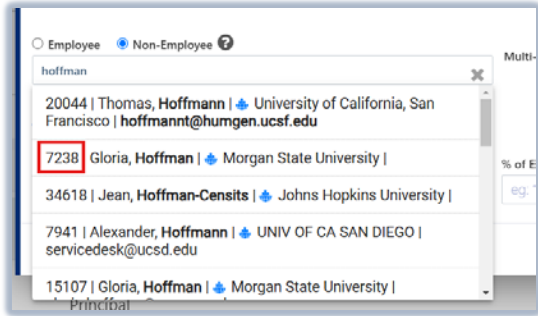 Employee Non-Employee ?
hoffman
Multi-
20044 | Thomas, Hoffmann | University of California, San
Francisco | hoffmannt@humgen.ucsf.edu
7238 Gloria, Hoffman | Morgan State University |
% of E
34618 | Jean, Hoffman-Censits | Johns Hopkins University |
eg:
7941 | Alexander, Hoffmann | UNIV OF CA SAN DIEGO |
servicedesk@ucsd.edu
15107 | Gloria, Hoffman | Morgan State University |
Principal